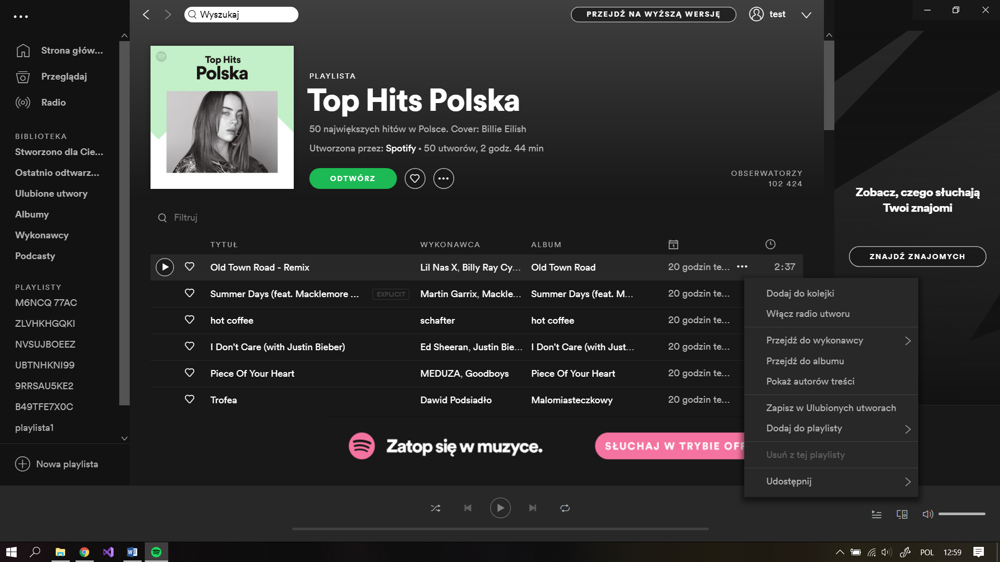 Wyszukaj
PRZEJDŹ NA WYŻSZĄ WERSJĘ
test
Strona głów...
Przeglądaj
Radio
BIBLIOTEKA
Stworzono dla Cie...
Ostatnio odtwarz...
Ulubione utwory
Albumy
Wykonawcy
Podcasty
PLAYLISTY
M6NCQ 77AC
ZLVHKHGQKI
NVSUJBOEEZ
UBTNHKNI99
9RRSAU5KE2
B49TFE7X0C
playlista1
Nowa playlista
Top Hits
Polska
PLAYLISTA
Top Hits Polska
50 największych hitów w Polsce. Cover: Billie Eilish
Utworzona przez: Spotify • 50 utworów, 2 godz. 44 min
ODTWÓRZ
OBSERWATORZY
102 424
Filtruj
TYTUŁ WYKONAWCA ALBUM
Old Town Road - Remix Lil Nas X, Billy Ray Cy... Old Town Road 20 godzin te... 2:37
Summer Days (feat. Macklemore ... EXPLICIT Martin Garrix, Mackle... Summer Days (feat. M... 20 godzin te...
hot coffee schafter hot coffee 20 godzin te...
I Don't Care (with Justin Bieber) Ed Sheeran, Justin Bie... I Don't Care (with Just... 20 godzin te...
Piece Of Your Heart MEDUZA, Goodboys Piece Of Your Heart 20 godzin te...
Trofea Dawid Podsiadło Malomiasteczkowy 20 godzin te...
Zatop się w muzyce.
SŁUCHAJ W TRYBIE OFF
Dodaj do kolejki
Włącz radio utworu
Przejdź do wykonawcy
Przejdź do albumu
Pokaż autorów treści
Zapisz w Ulubionych utworach
Dodaj do playlisty
Usuń z tej playlisty
Udostępnij
Zobacz, czego słuchają
Twoi znajomi
ZNAJDŹ ZNAJOMYCH
POL 12:59